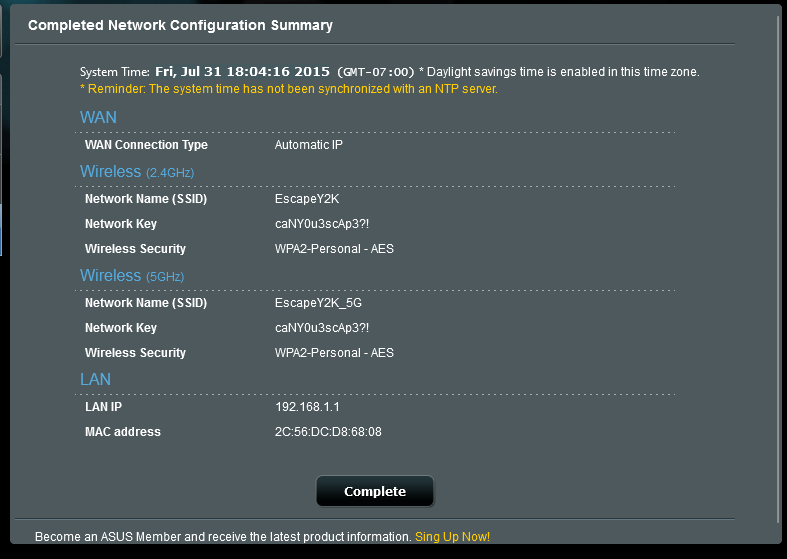 Completed Network Configuration Summary
System Time: Fri, Jul 31 18:04:16 2015 (GMT-07:00) * Daylight savings time is enabled in this time zone.
* Reminder: The system time has not been synchronized with an NTP server.
WAN
WAN Connection Type Automatic IP
Wireless (2.4GHz)
Network Name (SSID) EscapeY2K
Network Key caNY0u3scAp3?!
Wireless Security WPA2-Personal - AES
Wireless (5GHz)
Network Name (SSID) EscapeY2K_5G
Network Key caNY0u3scAp3?!
Wireless Security WPA2-Personal - AES
LAN
LAN IP 192.168.1.1
MAC address 2C:56:DC:D8:68:08
Complete
Become an ASUS Member and receive the latest product information. Sing Up Now!